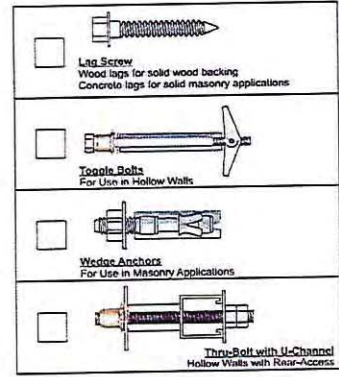 Lag Screw
Wood lags for solid wood backing
Concrete lags for solid masonry applications
Toggle Bolts
For Use in Hollow Walls
Wedge Anchors
For Use in Masonry Applications
Thru-Bolt with U-Channel
Hollow Walls with Rear-Access